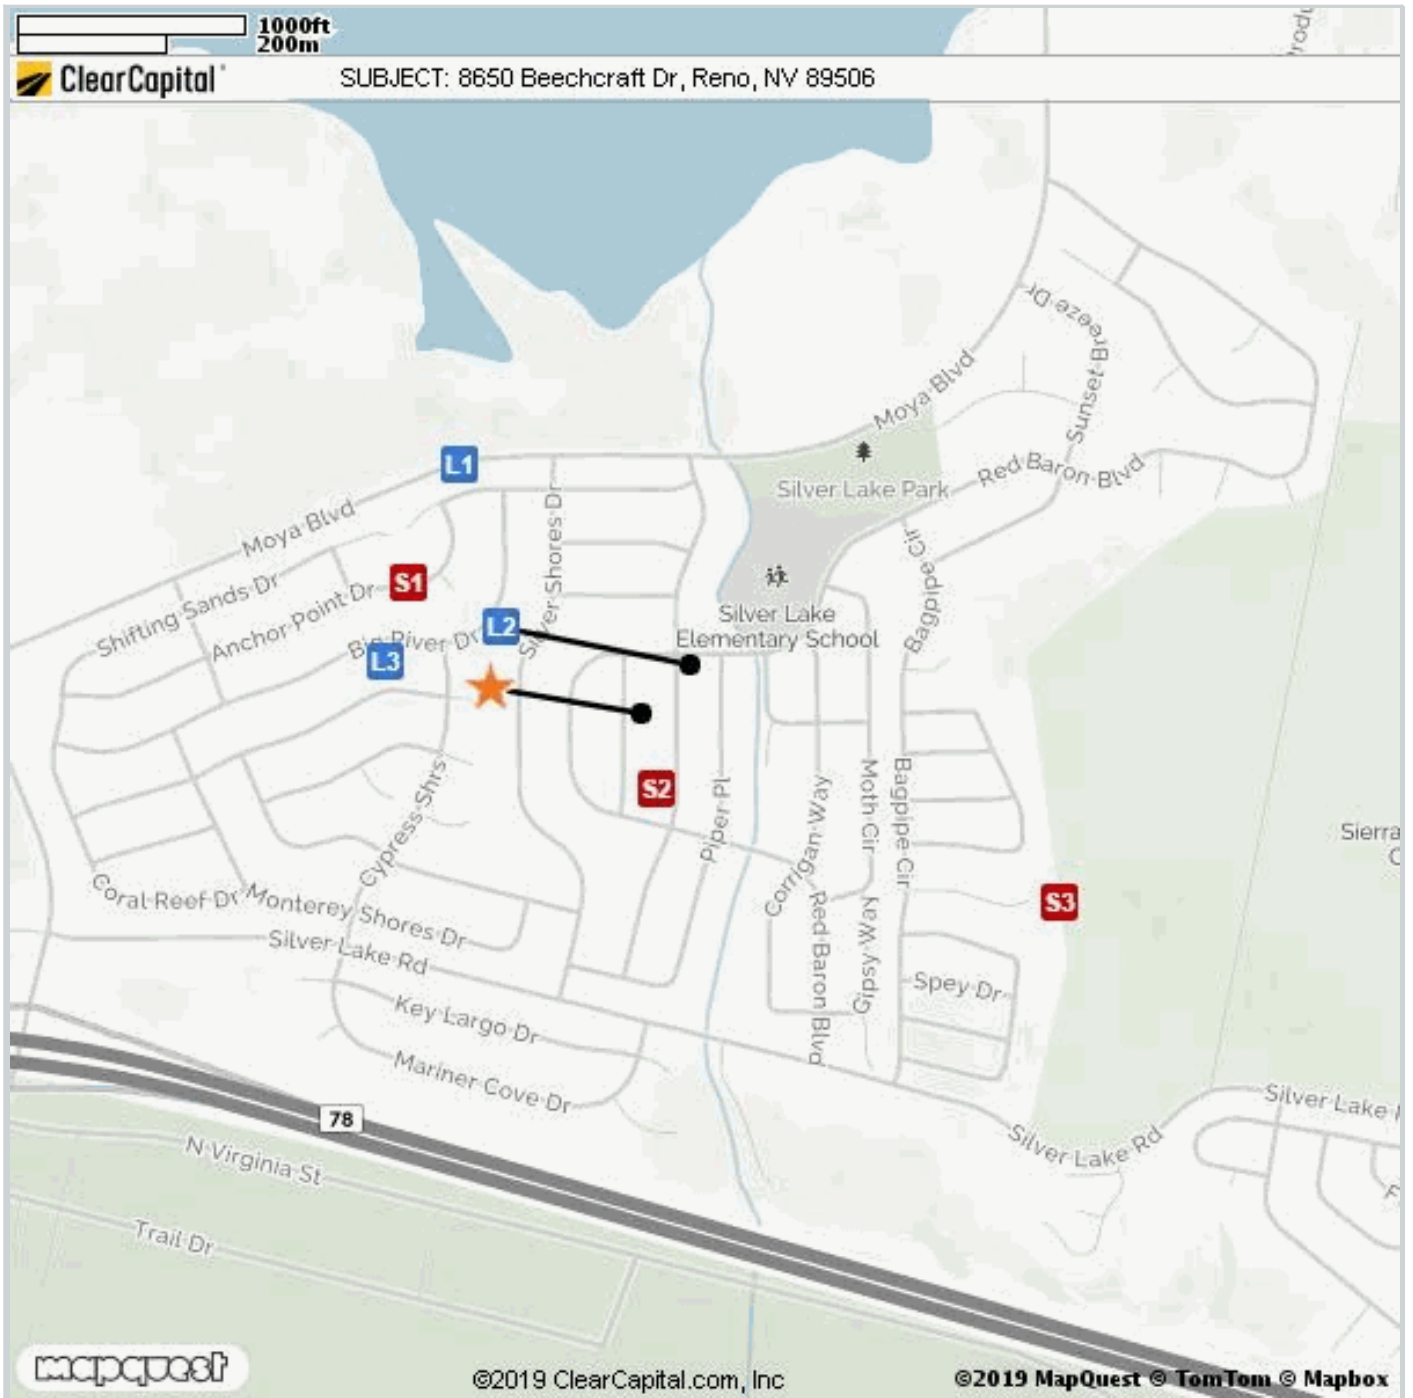 1000ft
200m
ClearCapital
SUBJECT: 8650 Beechcraft Dr, Reno, NV 89506
Moya Blvd
Sunset Breeze Dr
L1
Red Baron Blvd
Silver Lake Park
Moya Blvd
Silver Shores Dr
Bagpipe Cir
S1
Shifting Sands Dr
Anchor Point Dr
Silver Lake
Elementary School
L2
Big River Dr
L3
S2
Cypress Shrs
Piper Pl
Corrigan Way
Moth Cir
Bagpipe Cir
Sierra
S3
Coral Reef Dr
Monterey Shores Dr
Red Baron Blvd
Gipsy Way
Silver Lake Rd
Spey Dr
Key Largo Dr
Mariner Cove Dr
78
Silver Lake
Silver Lake Rd
N Virginia St
Trail Dr
mapquest
©2019 ClearCapital.com, Inc
©2019 MapQuest © TomTom © Mapbox